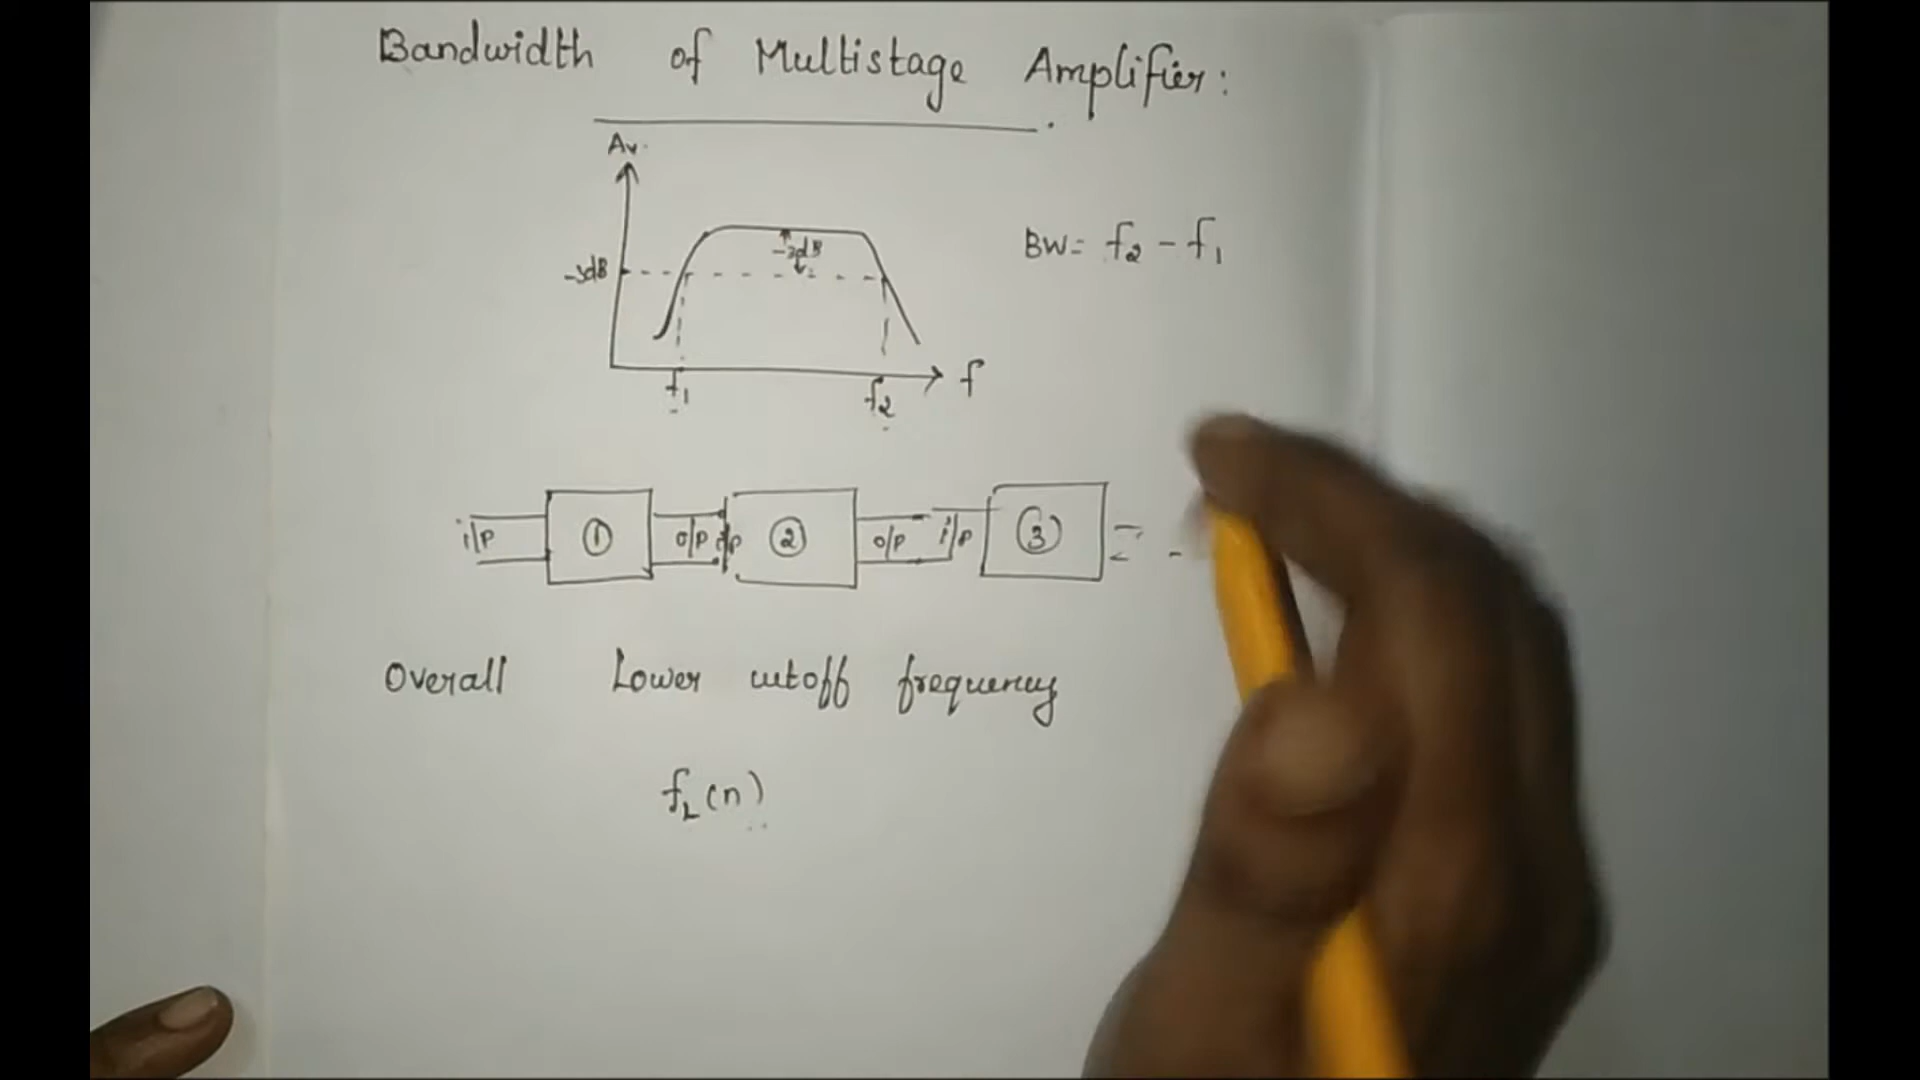 Bandwidth of Multistage Amplifier:
Av
-3dB
-3dB
BW = f2 - f1
f1
f2
f
i/p
1
o/p
i/p
2
o/p
i/p
3
Overall Lower cutoff frequency
fL(n)